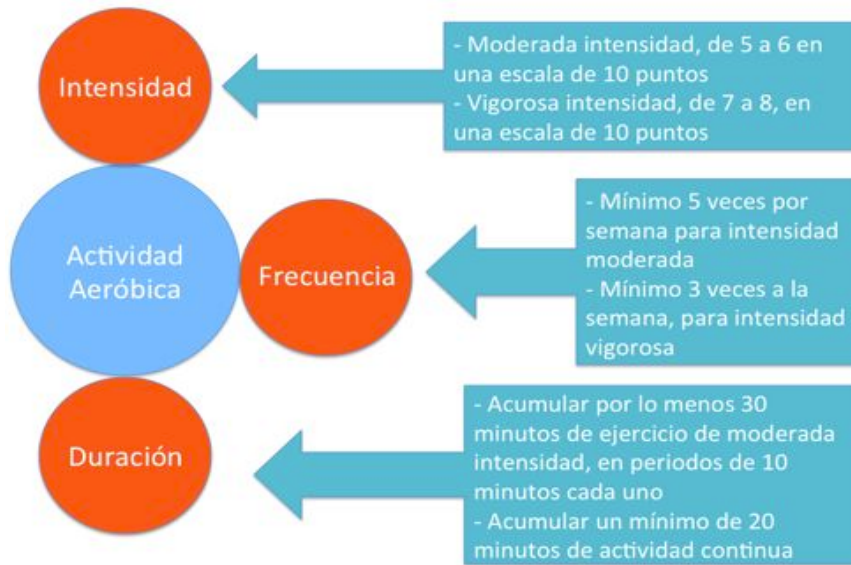 Intensidad
- Moderada intensidad, de 5 a 6 en
una escala de 10 puntos
- Vigorosa intensidad, de 7 a 8, en
una escala de 10 puntos
Actividad
Aeróbica
Frecuencia
- Mínimo 5 veces por
semana para intensidad
moderada
- Mínimo 3 veces a la
semana, para intensidad
vigorosa
Duración
- Acumular por lo menos 30
minutos de ejercicio de moderada
intensidad, en periodos de 10
minutos cada uno
- Acumular un mínimo de 20
minutos de actividad continua